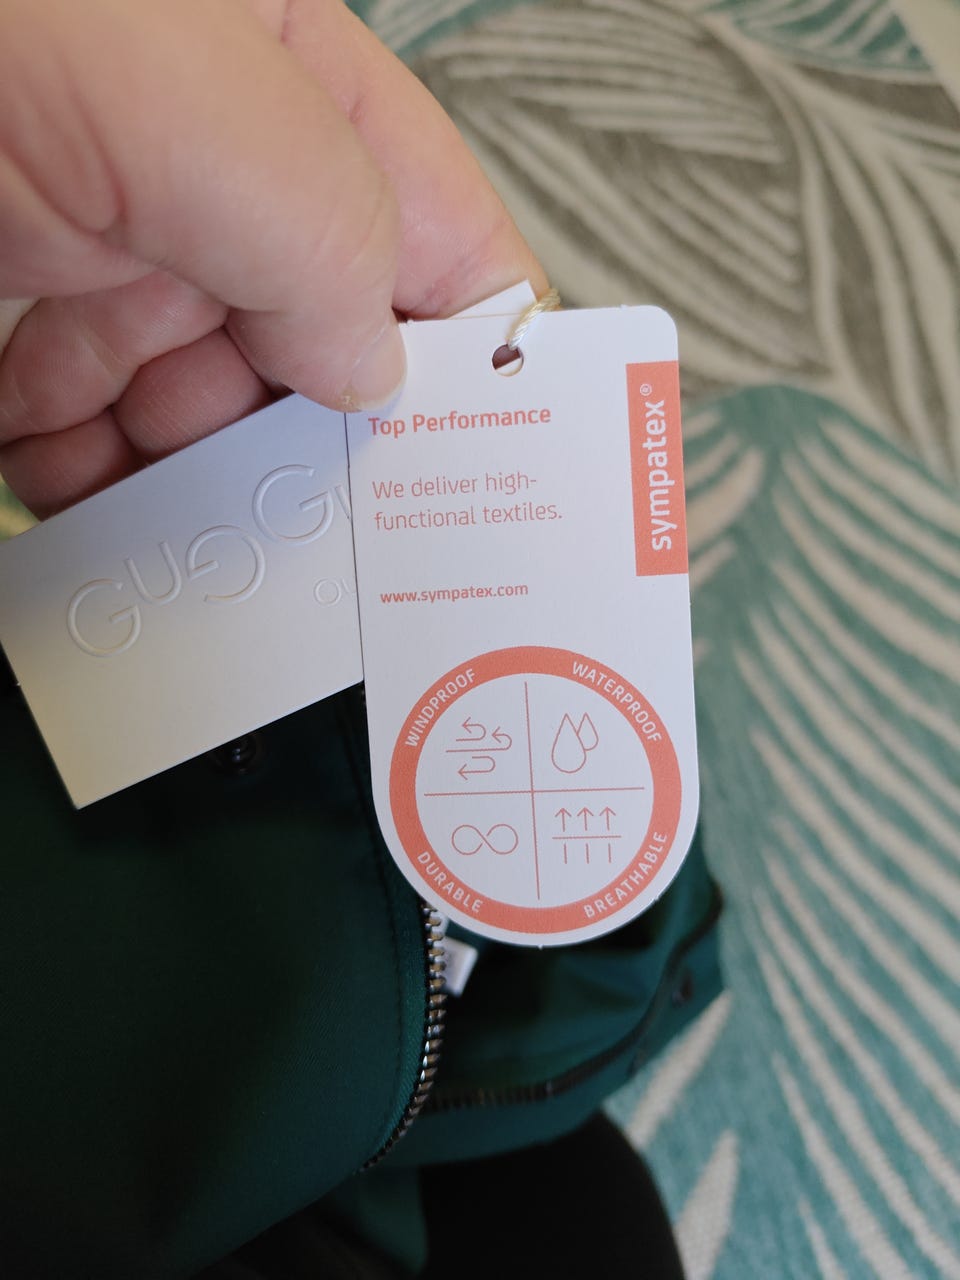 Top Performance
We deliver high-
functional textiles.
www.sympatex.com
sympatex®
WINDPROOF
WATERPROOF
DURABLE
BREATHABLE